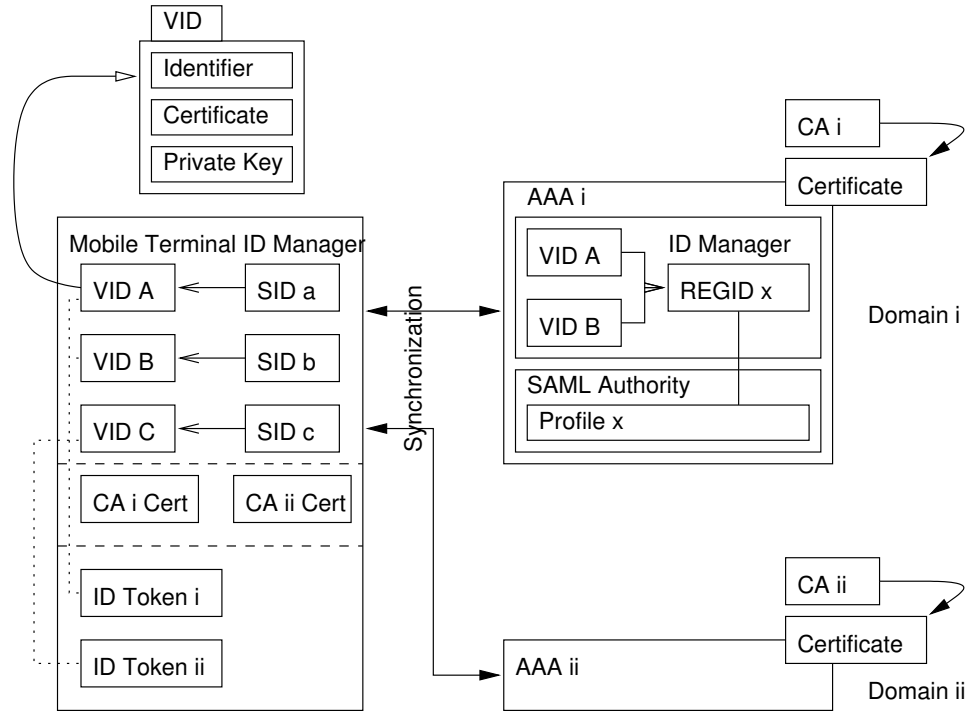 VID
Identifier
Certificate
Private Key
Mobile Terminal ID Manager
VID A
SID a
VID B
SID b
VID C
SID c
CA i Cert
CA ii Cert
ID Token i
ID Token ii
Synchronization
CA i
Certificate
AAA i
VID A
ID Manager
REGID x
VID B
Domain i
SAML Authority
Profile x
CA ii
Certificate
AAA ii
Domain ii